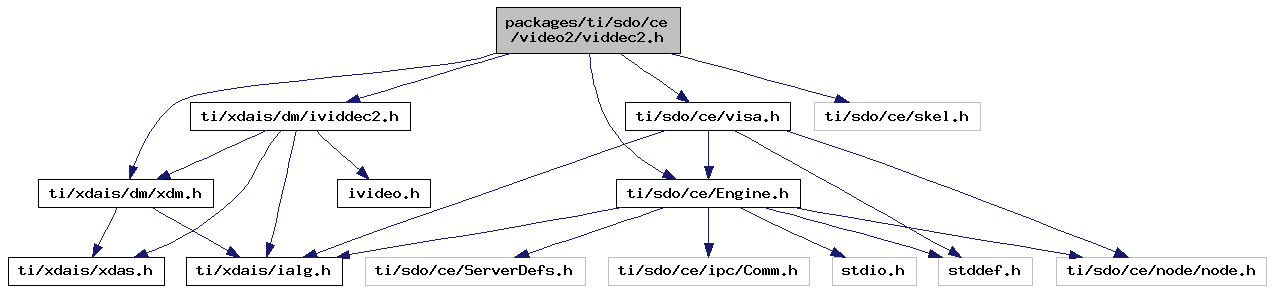 packages/ti/sdo/ce
/video2/viddec2.h
ti/xdais/dm/ividdec2.h
ti/sdo/ce/visa.h
ti/sdo/ce/skel.h
ti/xdais/dm/xdm.h
ivideo.h
ti/sdo/ce/Engine.h
ti/xdais/xdas.h
ti/xdais/ialg.h
ti/sdo/ce/ServerDefs.h
ti/sdo/ce/ipc/Comm.h
stdio.h
stddef.h
ti/sdo/ce/node/node.h